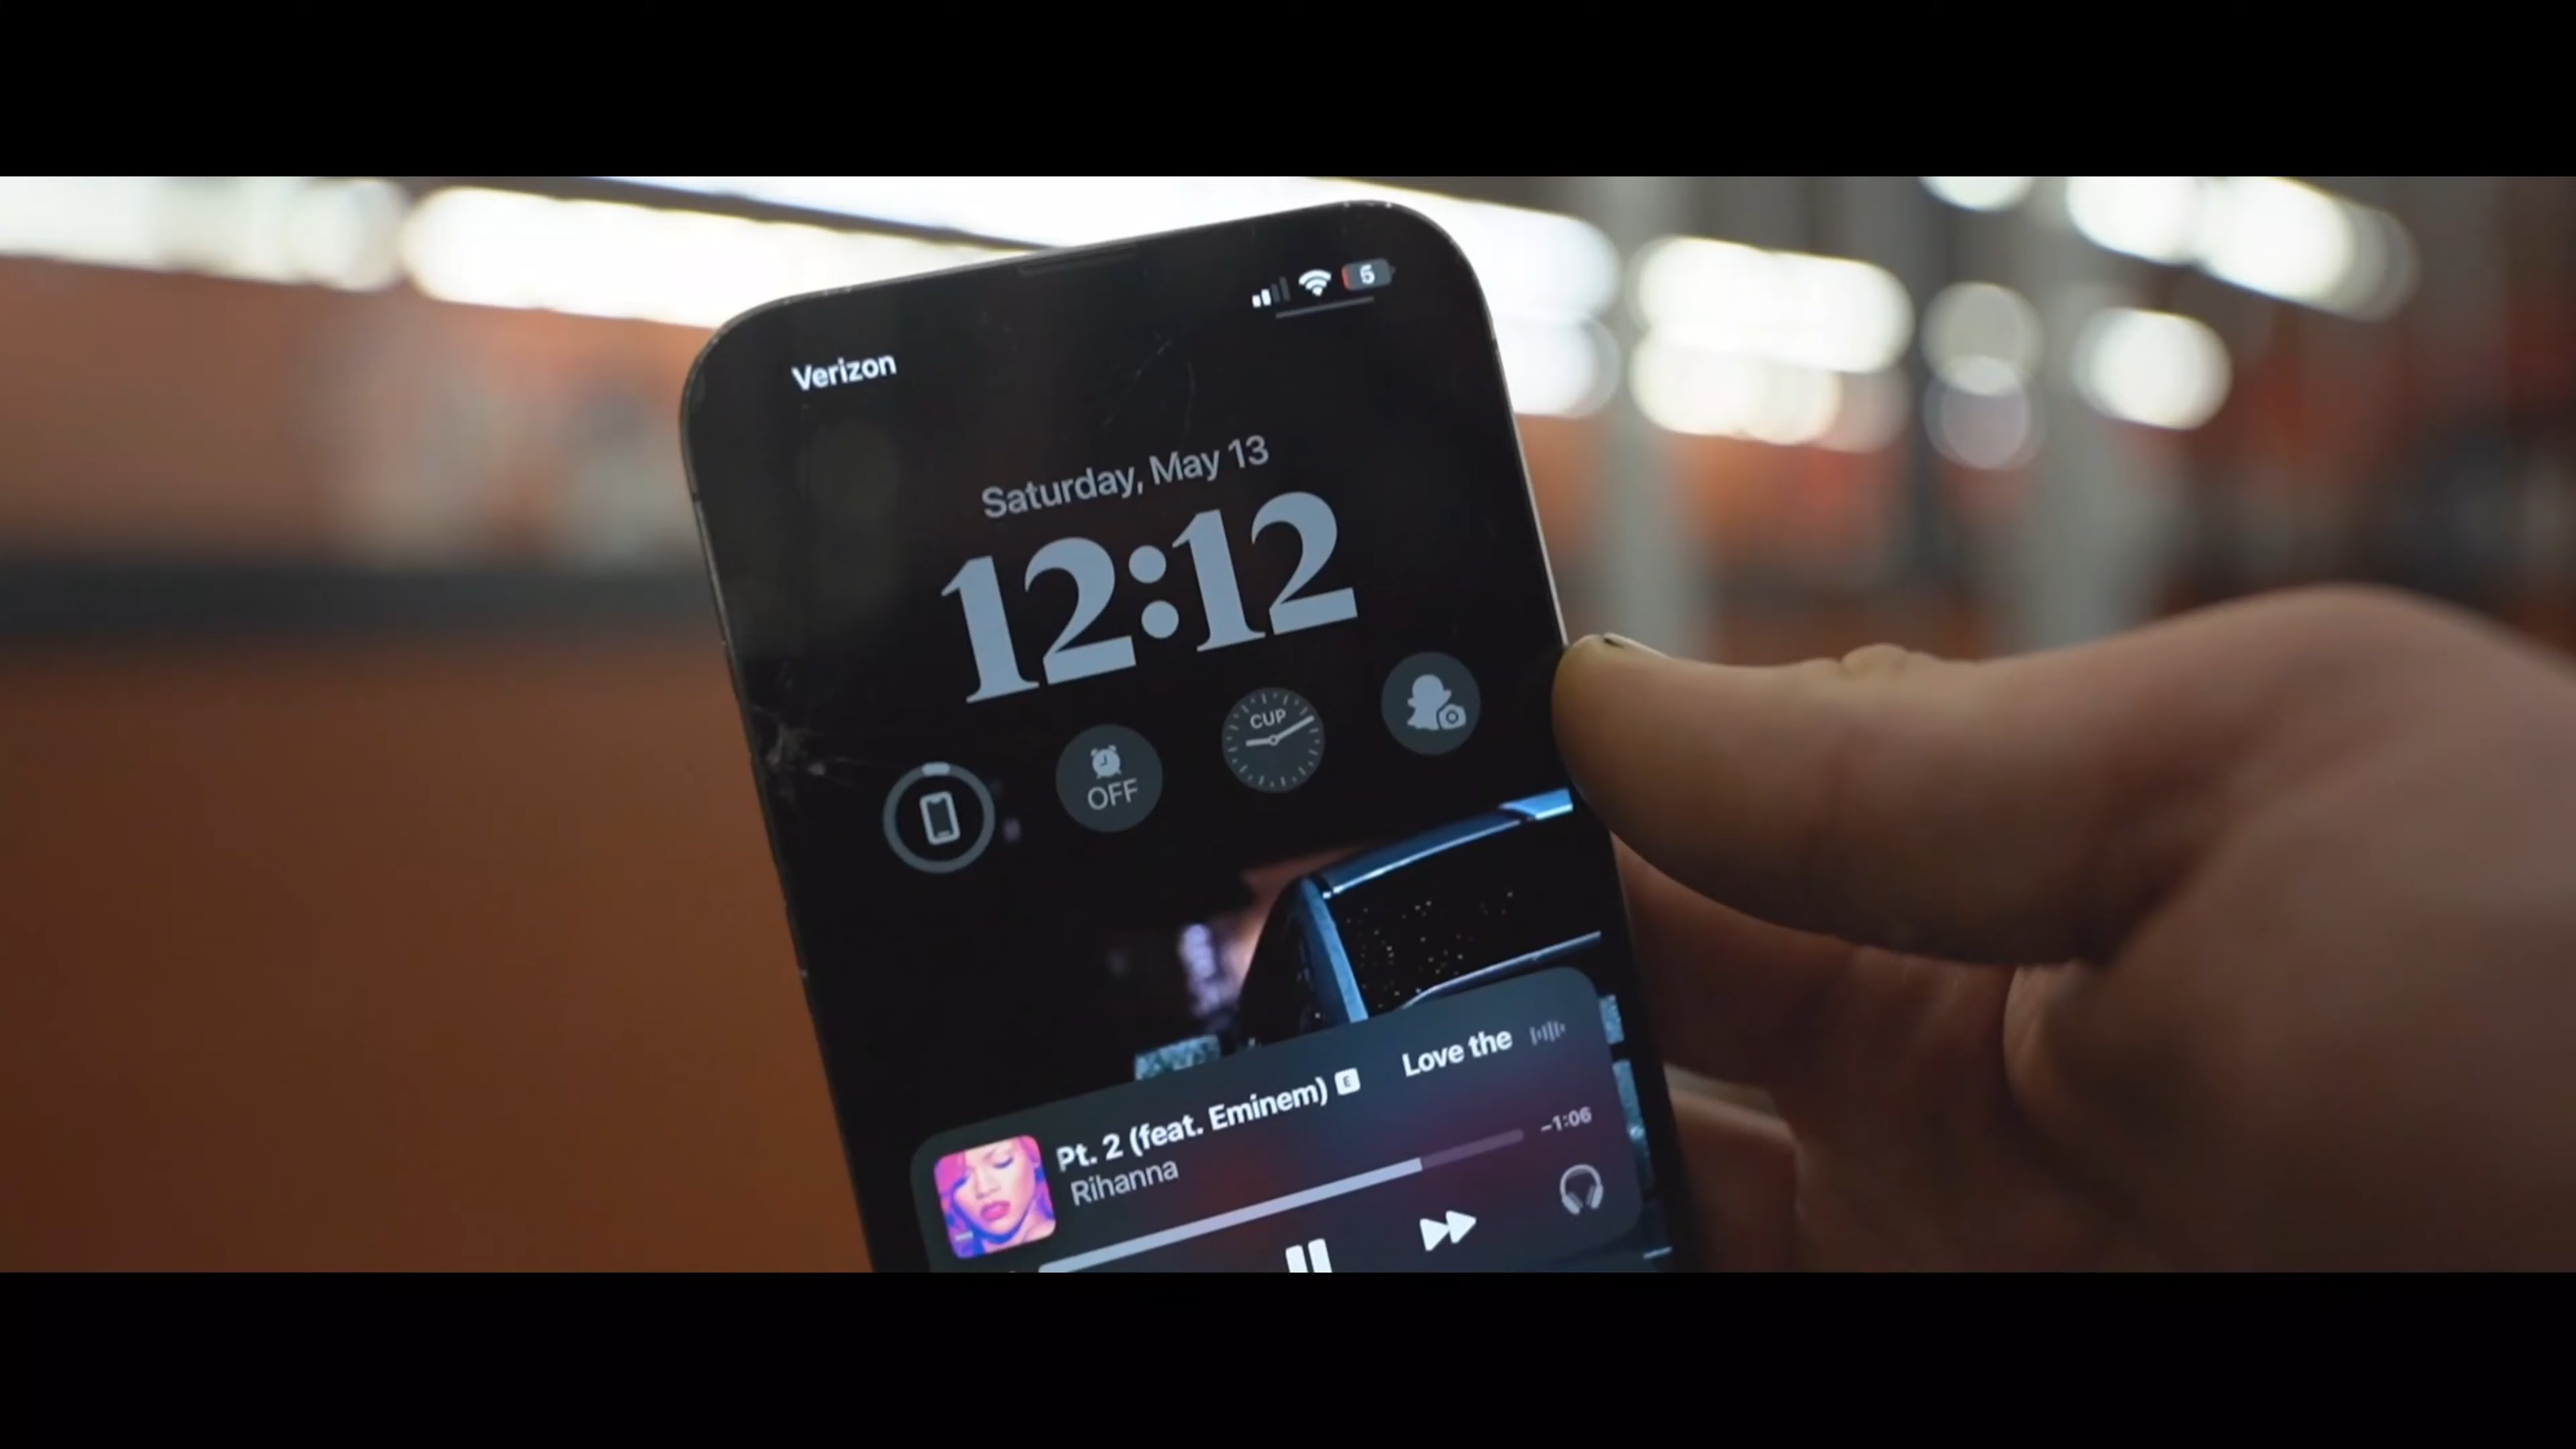 5
Verizon
Saturday, May 13
12:12
CUP
OFF
Pt. 2 (feat. Eminem) E Love the
Rihanna
-1:06